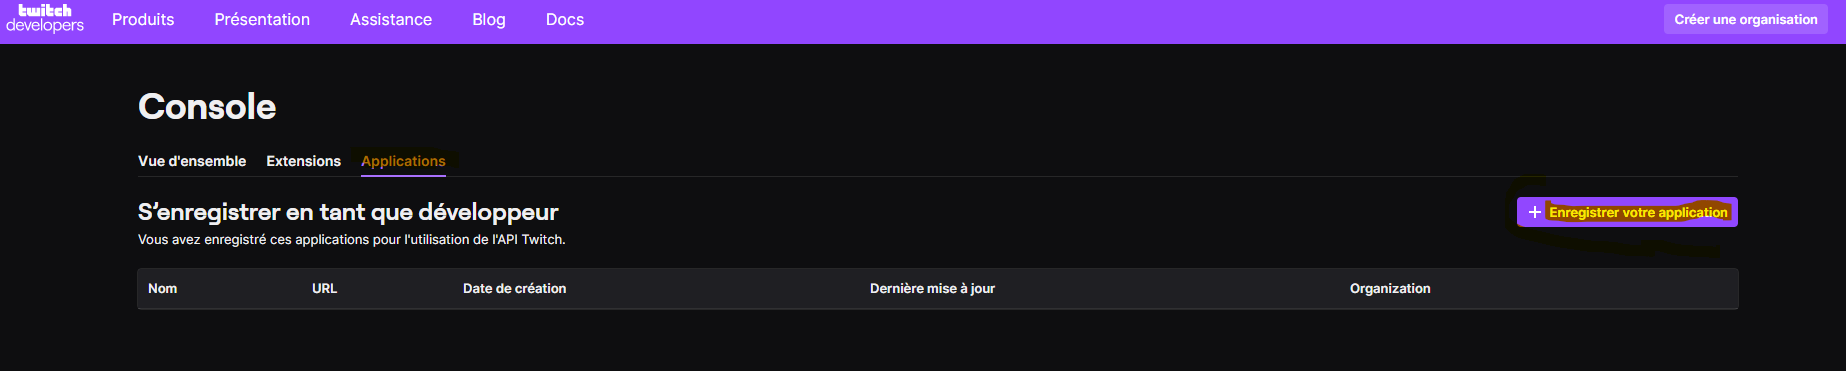 twitch
developers
Produits Présentation Assistance Blog Docs Créer une organisation
Console
Vue d'ensemble Extensions Applications
S’enregistrer en tant que développeur
+ Enregistrer votre application
Vous avez enregistré ces applications pour l'utilisation de l'API Twitch.
Nom URL Date de création Dernière mise à jour Organization